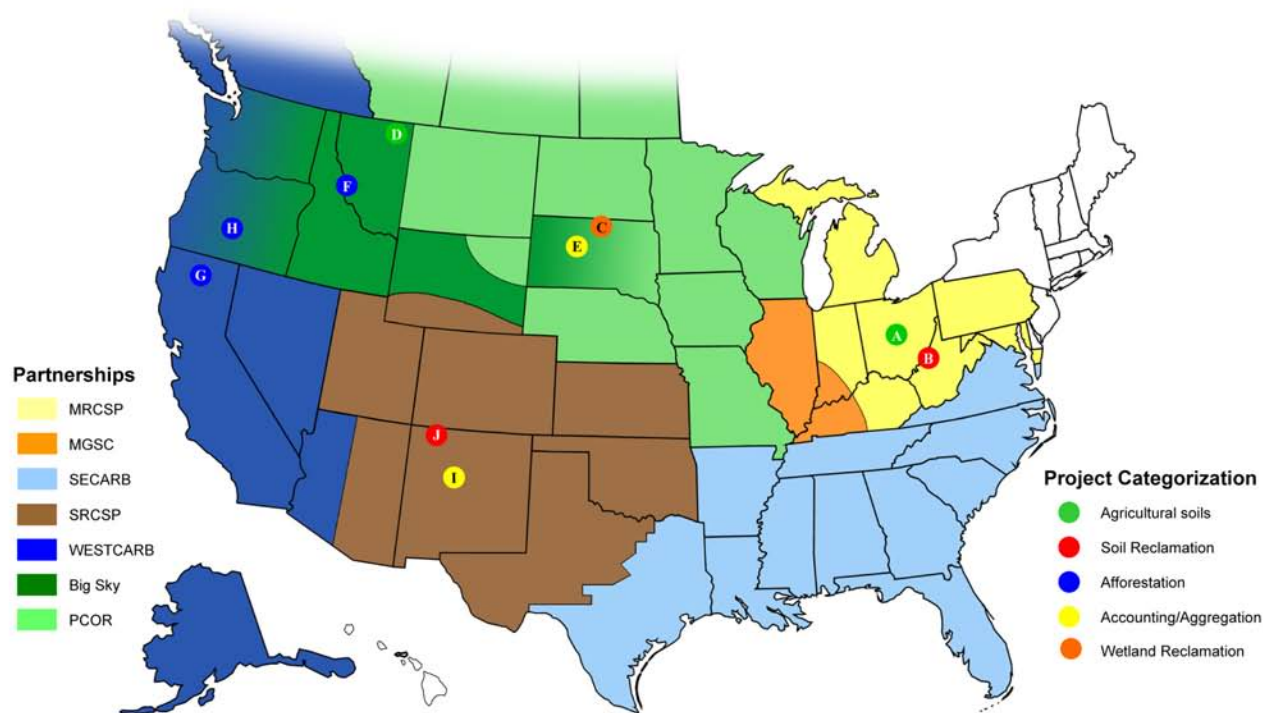 D
F
H
C
E
G
A
B
J
I
Partnerships
MRCSP
MGSC
SECARB
SRCSP
WESTCARB
Big Sky
PCOR
Project Categorization
Agricultural soils
Soil Reclamation
Afforestation
Accounting/Aggregation
Wetland Reclamation